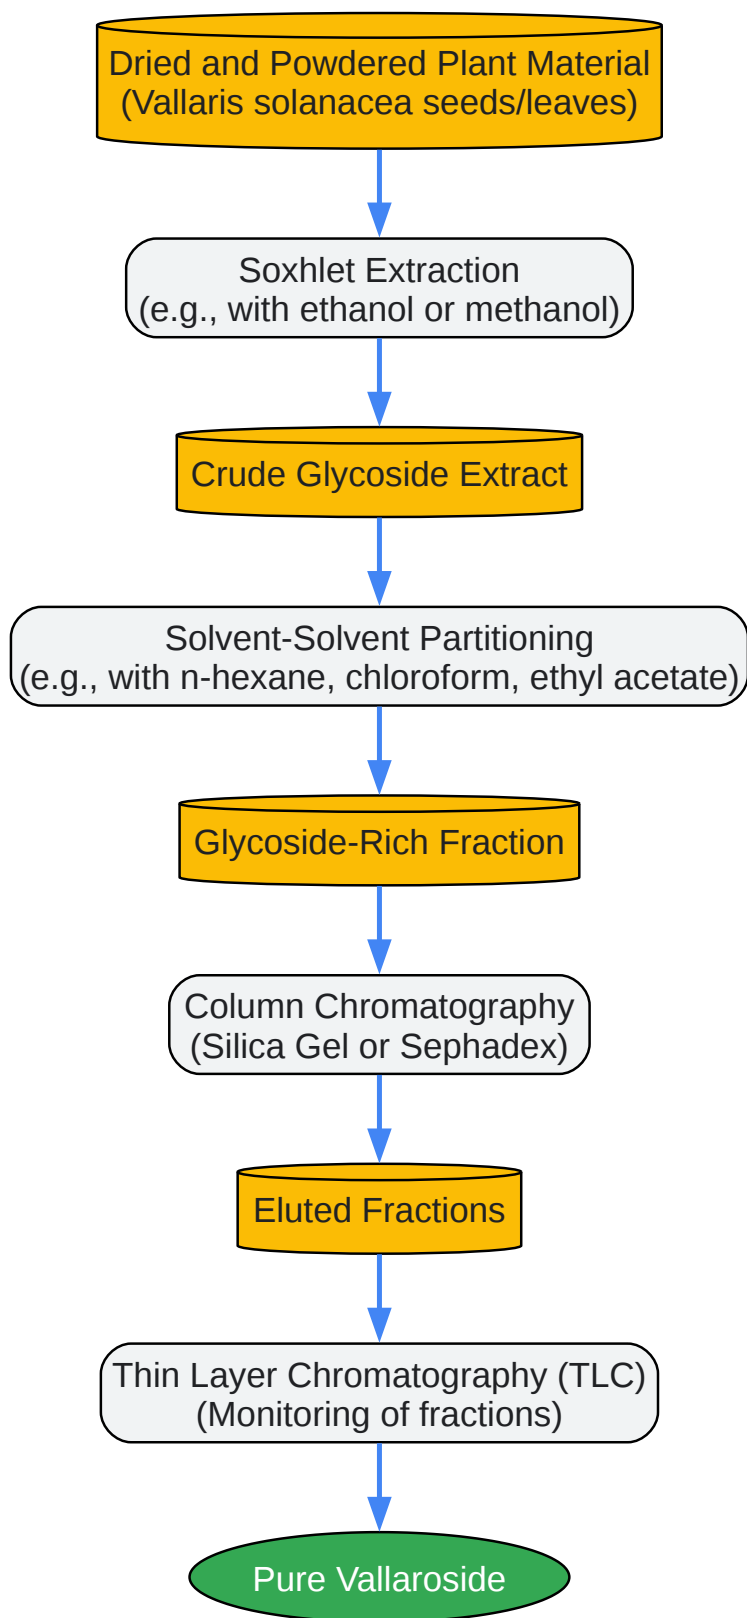 Dried and Powdered Plant Material
(Vallaris solanacea seeds/leaves)
Soxhlet Extraction
(e.g., with ethanol or methanol)
Crude Glycoside Extract
Solvent-Solvent Partitioning
(e.g., with n-hexane, chloroform, ethyl acetate)
Glycoside-Rich Fraction
Column Chromatography
(Silica Gel or Sephadex)
Eluted Fractions
Thin Layer Chromatography (TLC)
(Monitoring of fractions)
Pure Vallaroside